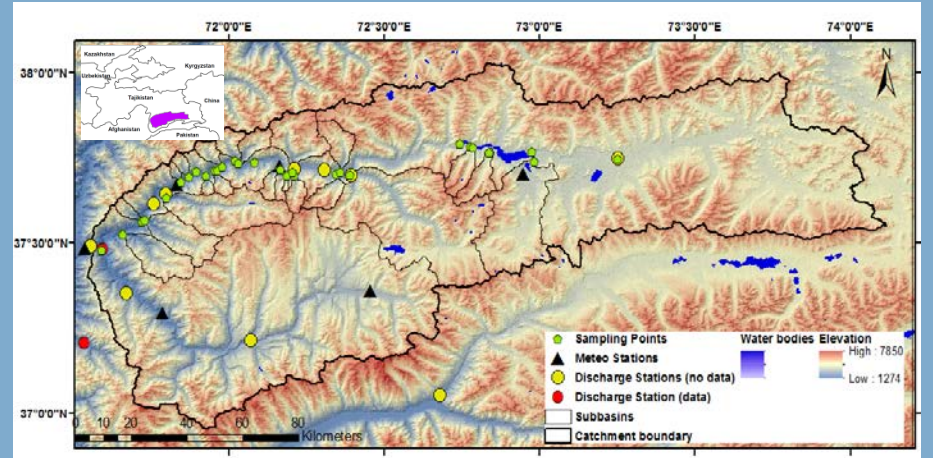 72°0'0"E 72°30'0"E 73°0'0"E 73°30'0"E 74°0'0"E
38°0'0"N
37°30'0"N
37°0'0"N
Kazakhstan
Uzbekistan
Kyrgyzstan
Tajikistan
China
Afghanistan
Pakistan
N
Sampling Points
Meteo Stations
Discharge Stations (no data)
Discharge Station (data)
Subbasins
Catchment boundary
Water bodies
Elevation
High : 7850
Low : 1274
0 10 20 40 60 80
Kilometers